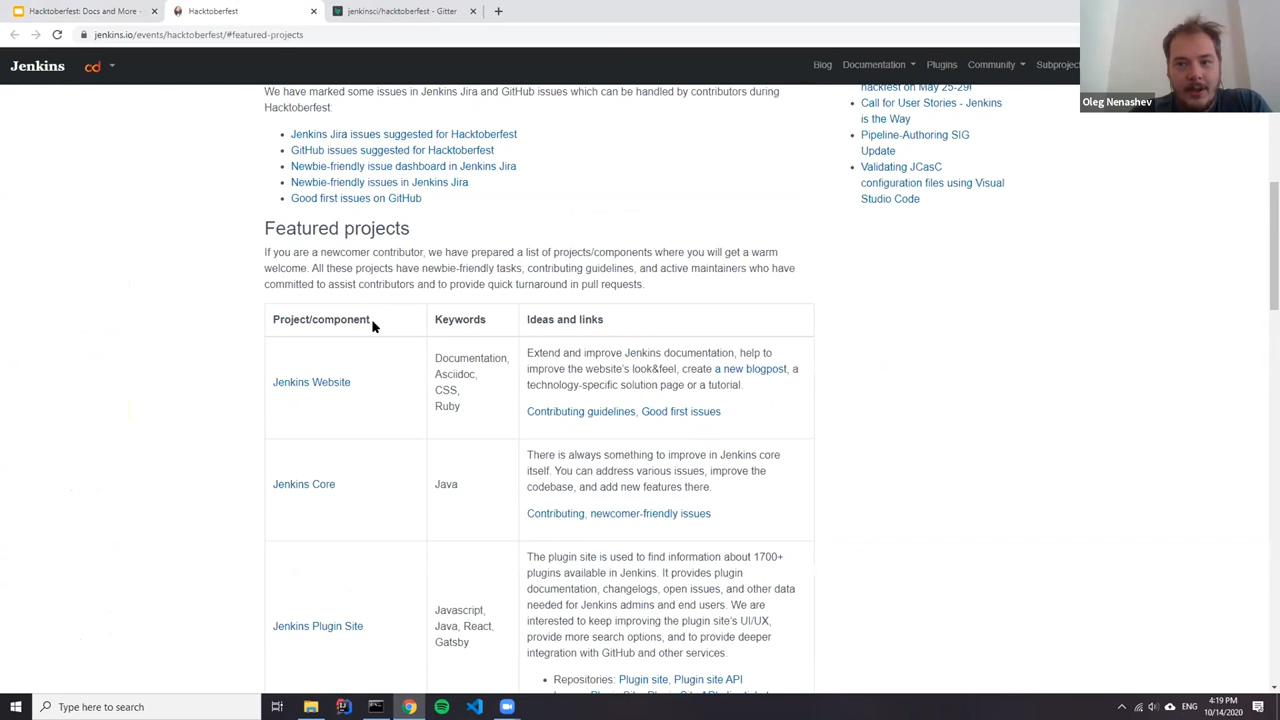 Hacktoberfest: Docs and More -
Hacktoberfest
jenkinsci/hacktoberfest - Gitter
jenkins.io/events/hacktoberfest/#featured-projects
Jenkins
cd
Blog
Documentation
Plugins
Community
Subproject
Oleg Nenashev
We have marked some issues in Jenkins Jira and GitHub issues which can be handled by contributors during
Hacktoberfest:
Jenkins Jira issues suggested for Hacktoberfest
GitHub issues suggested for Hacktoberfest
Newbie-friendly issue dashboard in Jenkins Jira
Newbie-friendly issues in Jenkins Jira
Good first issues on GitHub
hackfest on May 25-29!
Call for User Stories - Jenkins
is the Way
Pipeline-Authoring SIG
Update
Validating JCasC
configuration files using Visual
Studio Code
Featured projects
If you are a newcomer contributor, we have prepared a list of projects/components where you will get a warm
welcome. All these projects have newbie-friendly tasks, contributing guidelines, and active maintainers who have
committed to assist contributors and to provide quick turnaround in pull requests.
Project/component
Keywords
Ideas and links
Jenkins Website
Documentation,
Asciidoc,
CSS,
Ruby
Extend and improve Jenkins documentation, help to
improve the website's look&feel, create a new blogpost, a
technology-specific solution page or a tutorial.
Contributing guidelines, Good first issues
Jenkins Core
Java
There is always something to improve in Jenkins core
itself. You can address various issues, improve the
codebase, and add new features there.
Contributing, newcomer-friendly issues
Jenkins Plugin Site
Javascript,
Java, React,
Gatsby
The plugin site is used to find information about 1700+
plugins available in Jenkins. It provides plugin
documentation, changelogs, open issues, and other data
needed for Jenkins admins and end users. We are
interested to keep improving the plugin site's UI/UX,
provide more search options, and to provide deeper
integration with GitHub and other services.
Repositories: Plugin site, Plugin site API
Type here to search
4:19 PM
10/14/2020